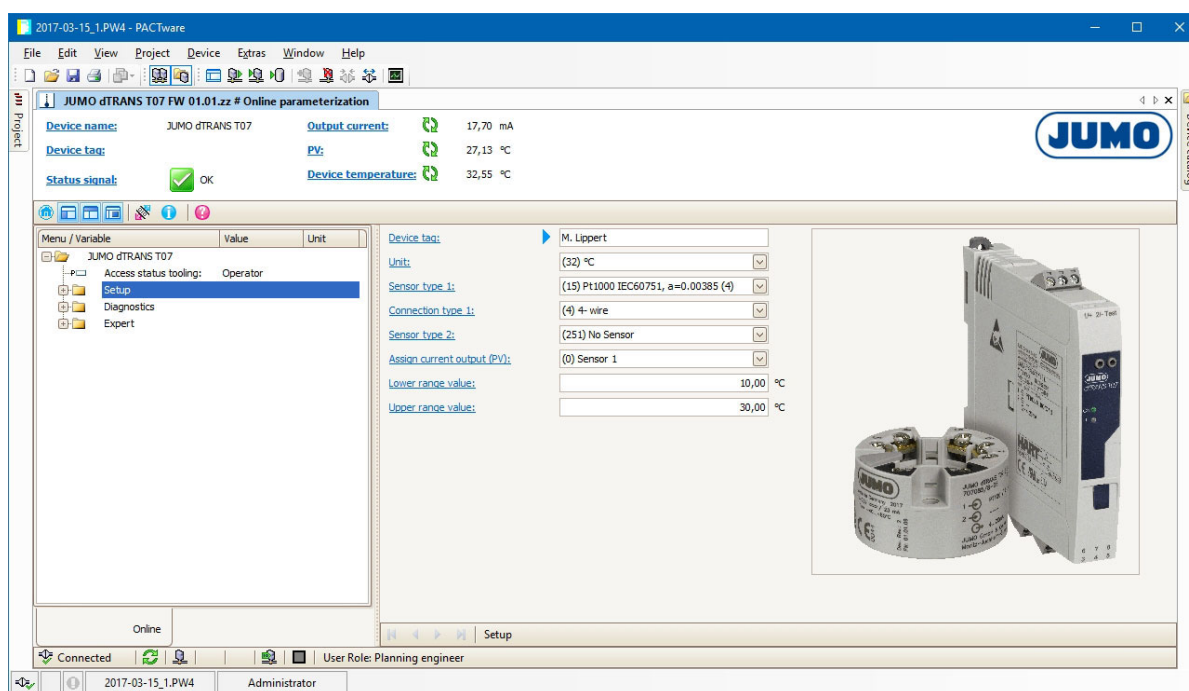 2017-03-15_1.PW4 - PACTware
File Edit View Project Device Extras Window Help
Project
JUMO dTRANS T07 FW 01.01.zz # Online parameterization
Device name: JUMO dTRANS T07 Output current: 17,70 mA
JUMO
Device tag: PV: 27,13 °C
Status signal: OK Device temperature: 32,55 °C
Menu / Variable Value Unit
JUMO dTRANS T07
Access status tooling: Operator
Setup
Diagnostics
Expert
Device tag: M. Lippert
Unit: (32) °C
Sensor type 1: (15) Pt1000 IEC60751, a=0.00385 (4)
Connection type 1: (4) 4- wire
Sensor type 2: (251) No Sensor
Assign current output (PV): (0) Sensor 1
Lower range value: 10,00 °C
Upper range value: 30,00 °C
JUMO
JUMO
HART
Online
Setup
Connected User Role: Planning engineer
2017-03-15_1.PW4 Administrator